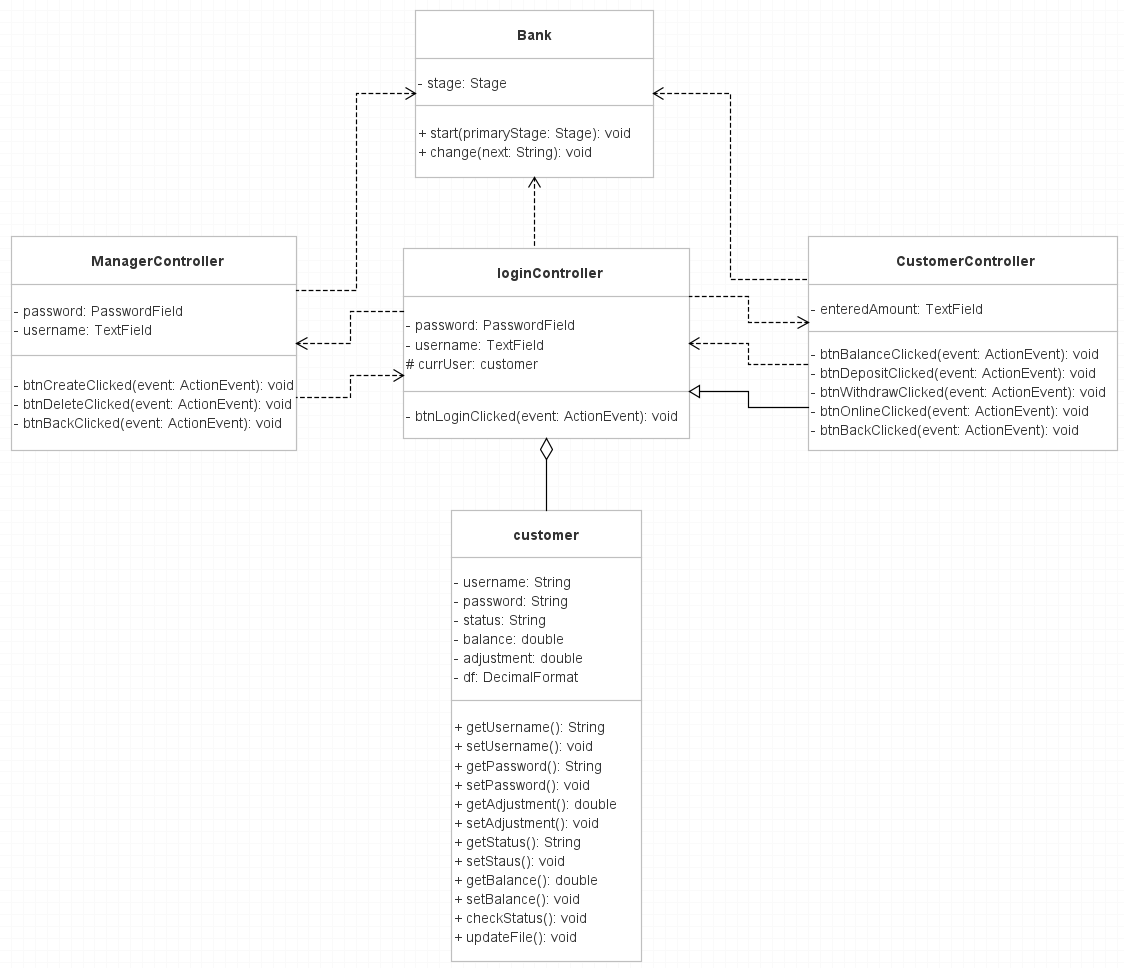 Bank
- stage: Stage
+ start(primaryStage: Stage): void
+ change(next: String): void
ManagerController
- password: PasswordField
- username: TextField
- btnCreateClicked(event: ActionEvent): void
- btnDeleteClicked(event: ActionEvent): void
- btnBackClicked(event: ActionEvent): void
loginController
- password: PasswordField
- username: TextField
# currUser: customer
- btnLoginClicked(event: ActionEvent): void
CustomerController
- enteredAmount: TextField
- btnBalanceClicked(event: ActionEvent): void
- btnDepositClicked(event: ActionEvent): void
- btnWithdrawClicked(event: ActionEvent): void
- btnOnlineClicked(event: ActionEvent): void
- btnBackClicked(event: ActionEvent): void
customer
- username: String
- password: String
- status: String
- balance: double
- adjustment: double
- df: DecimalFormat
+ getUsername(): String
+ setUsername(): void
+ getPassword(): String
+ setPassword(): void
+ getAdjustment(): double
+ setAdjustment(): void
+ getStatus(): String
+ setStaus(): void
+ getBalance(): double
+ setBalance(): void
+ checkStatus(): void
+ updateFile(): void